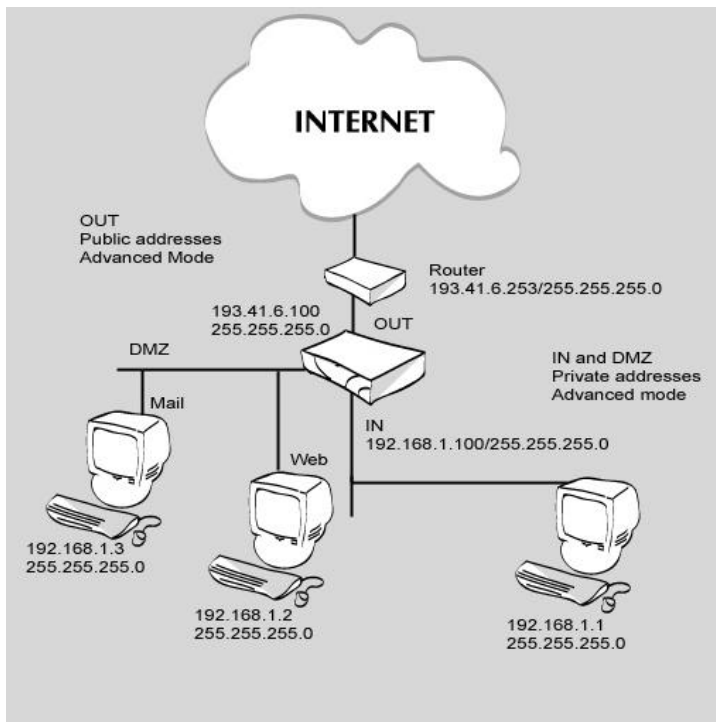 INTERNET
OUT
Public addresses
Advanced Mode
Router
193.41.6.253/255.255.255.0
193.41.6.100
255.255.255.0
OUT
DMZ
IN and DMZ
Private addresses
Advanced mode
Mail
IN
192.168.1.100/255.255.255.0
Web
192.168.1.3
255.255.255.0
192.168.1.2
255.255.255.0
192.168.1.1
255.255.255.0